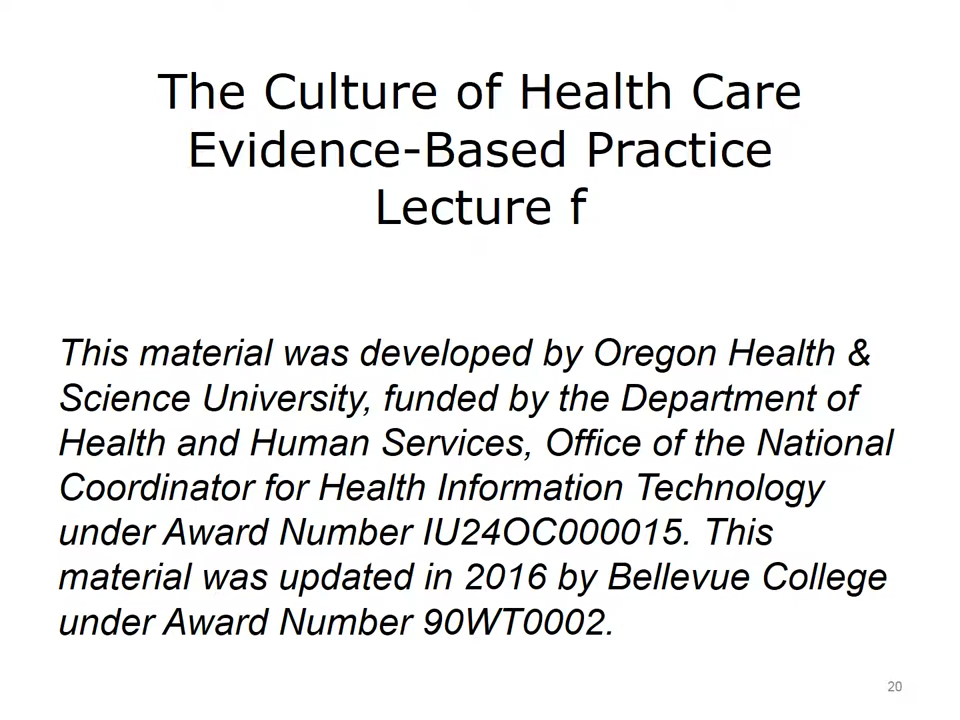 The Culture of Health Care
Evidence-Based Practice
Lecture f
This material was developed by Oregon Health &
Science University, funded by the Department of
Health and Human Services, Office of the National
Coordinator for Health Information Technology
under Award Number IU24OC000015. This
material was updated in 2016 by Bellevue College
under Award Number 90WT0002.
20